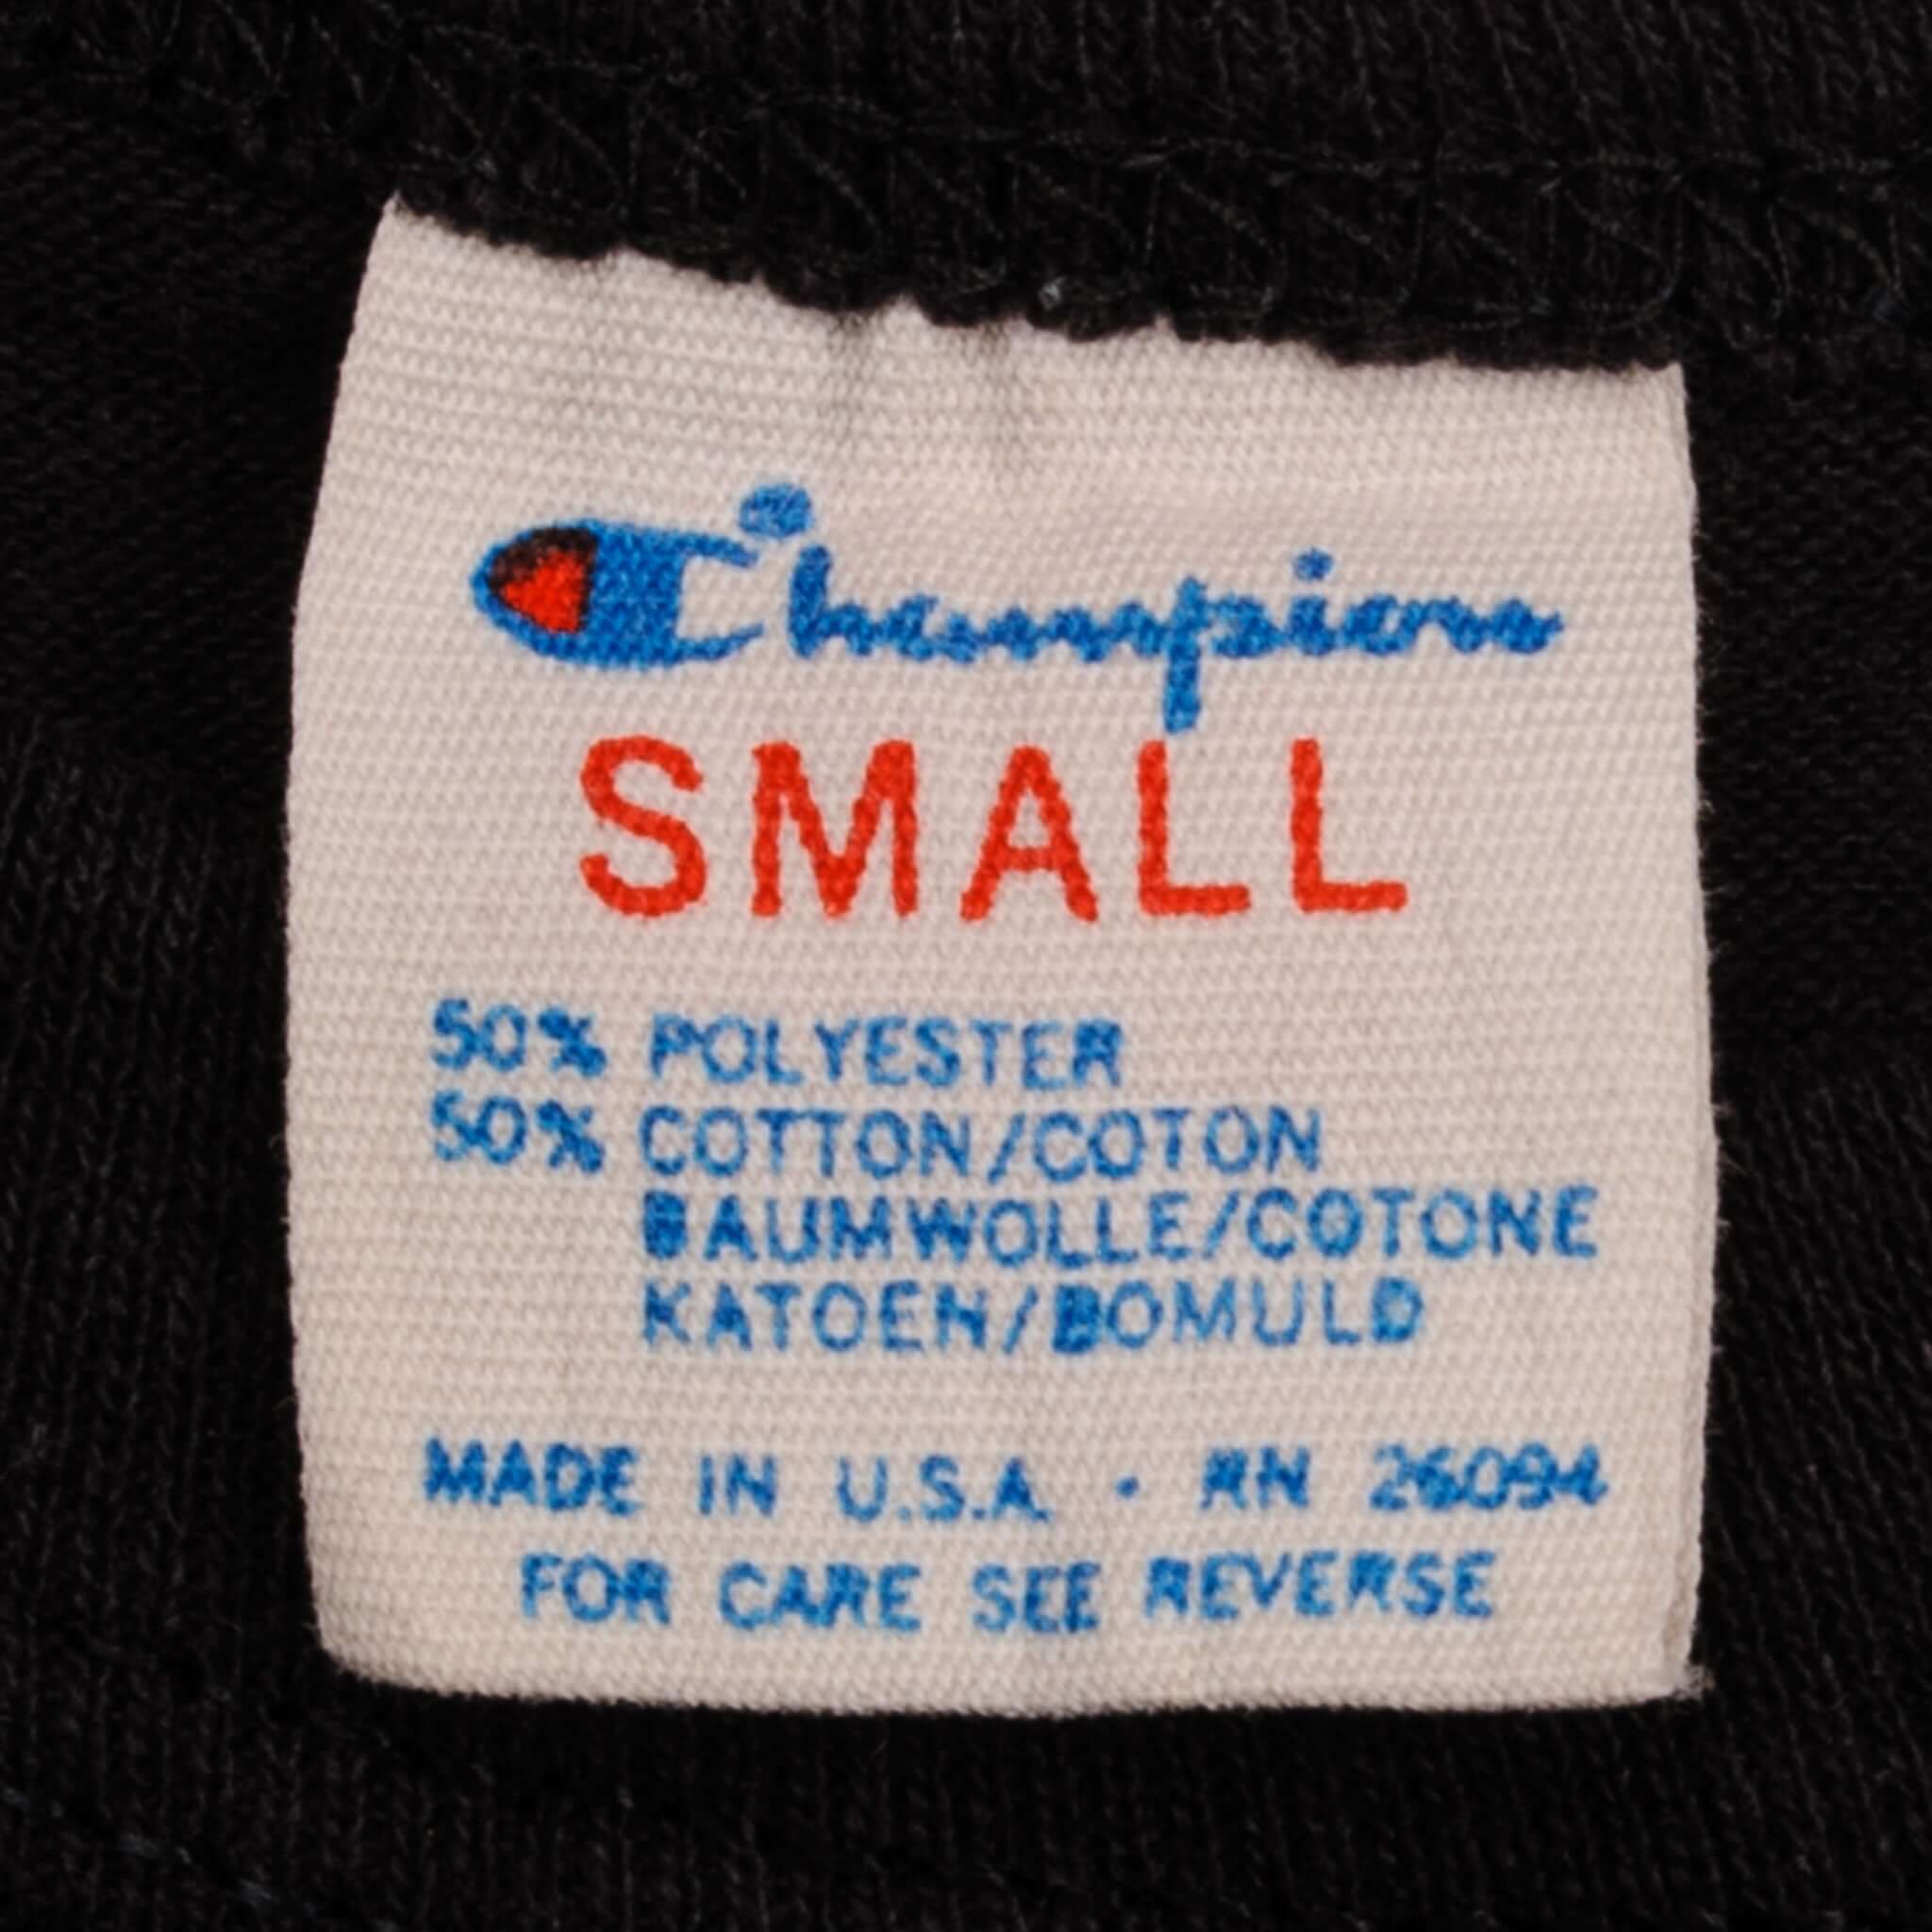 Champion
SMALL
50% POLYESTER
50% COTTON/COTON
BAUMWOLLE/COTONE
KATOEN/BOMULD
MADE IN U.S.A. • RN 26094
FOR CARE SEE REVERSE